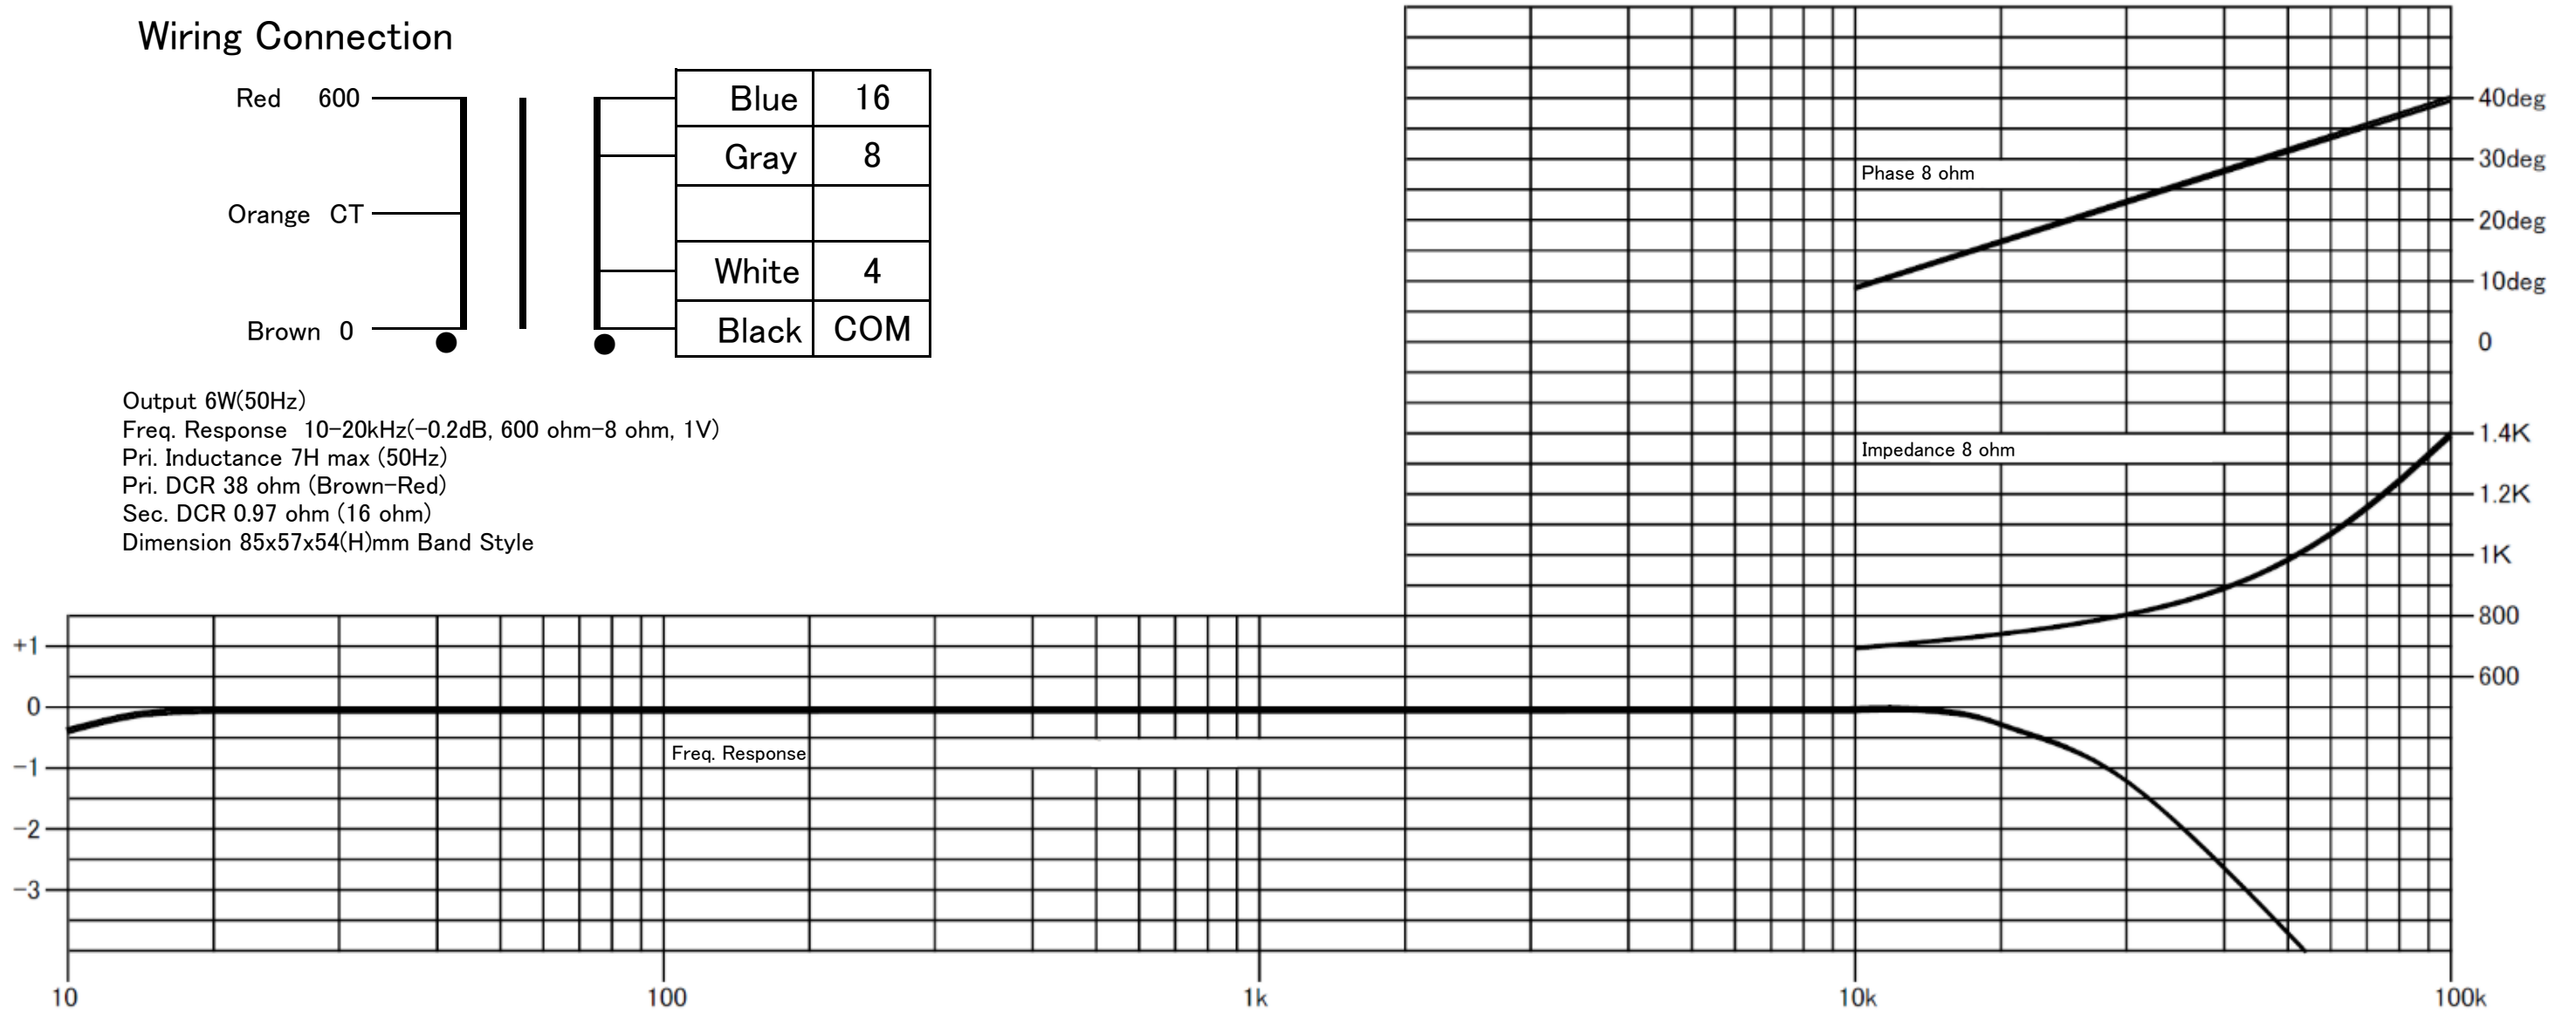 Wiring Connection
Red 600
Orange CT
Brown 0
Blue 16
Gray 8
White 4
Black COM
Output 6W(50Hz)
Freq. Response 10-20kHz(-0.2dB, 600 ohm-8 ohm, 1V)
Pri. Inductance 7H max (50Hz)
Pri. DCR 38 ohm (Brown-Red)
Sec. DCR 0.97 ohm (16 ohm)
Dimension 85x57x54(H)mm Band Style
Phase 8 ohm
40deg
30deg
20deg
10deg
0
Impedance 8 ohm
1.4K
1.2K
1K
800
600
+1
0
-1
-2
-3
Freq. Response
10 100 1k 10k 100k